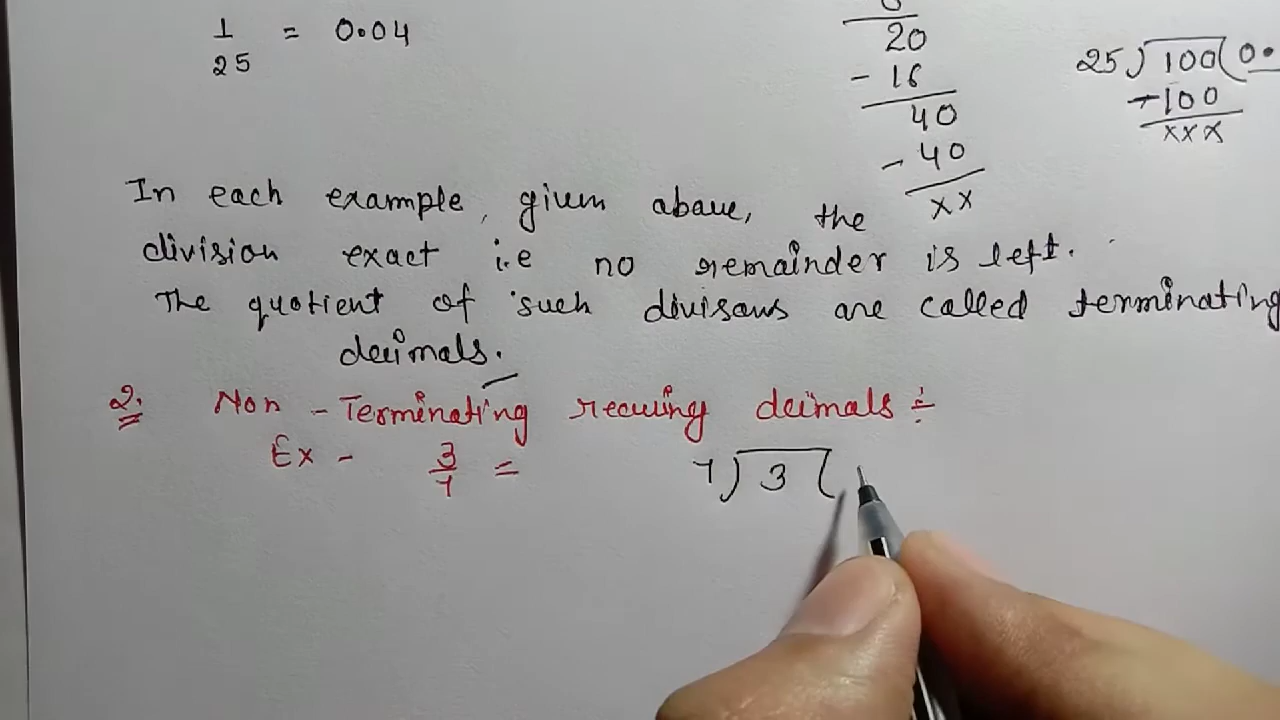 1/25 = 0.04
20
- 16
40
- 40
xx
25) 100 (0.
-100
xxx
In each example, given above, the
division exact i.e no remainder is left.
The quotient of such divisons are called terminating
decimals.
2. Non - Terminating recuring decimals :-
Ex - 3/7 = 7) 3 (